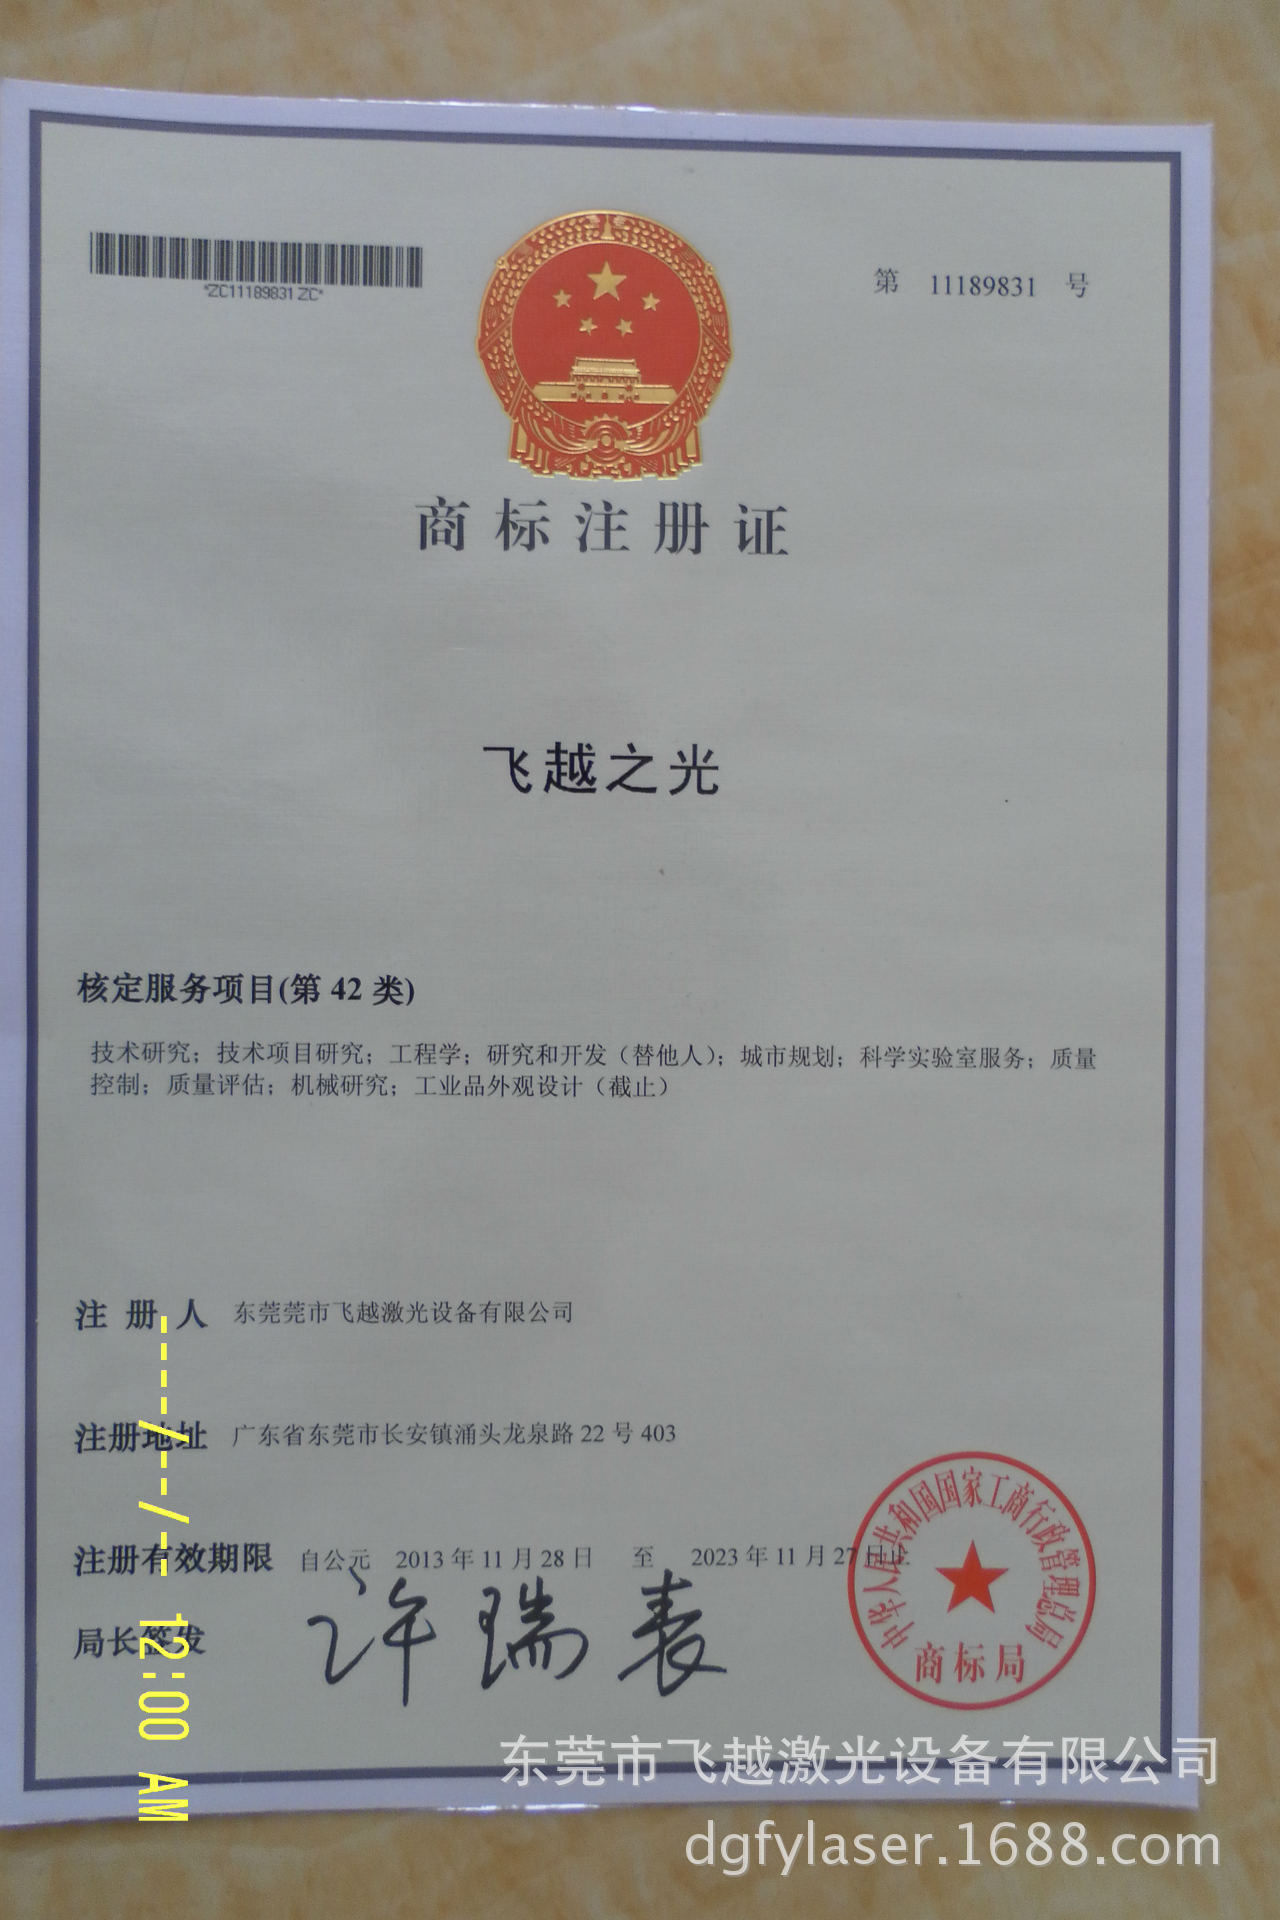 *ZC11189831ZC*
第 11189831 号
商标注册证
飞越之光
核定服务项目(第 42 类)
技术研究；技术项目研究；工程学；研究和开发（替他人）；城市规划；科学实验室服务；质量
控制；质量评估；机械研究；工业品外观设计（截止）
注 册 人 东莞莞市飞越激光设备有限公司
注册地址 广东省东莞市长安镇涌头龙泉路 22 号 403
注册有效期限 自公元 2013 年 11 月 28 日 至 2023 年 11 月 27 日止
局长签发 许瑞表
中华人民共和国国家工商行政管理总局
商标局
----/--/-- 12:00 AM
东莞市飞越激光设备有限公司
dgfylaser.1688.com